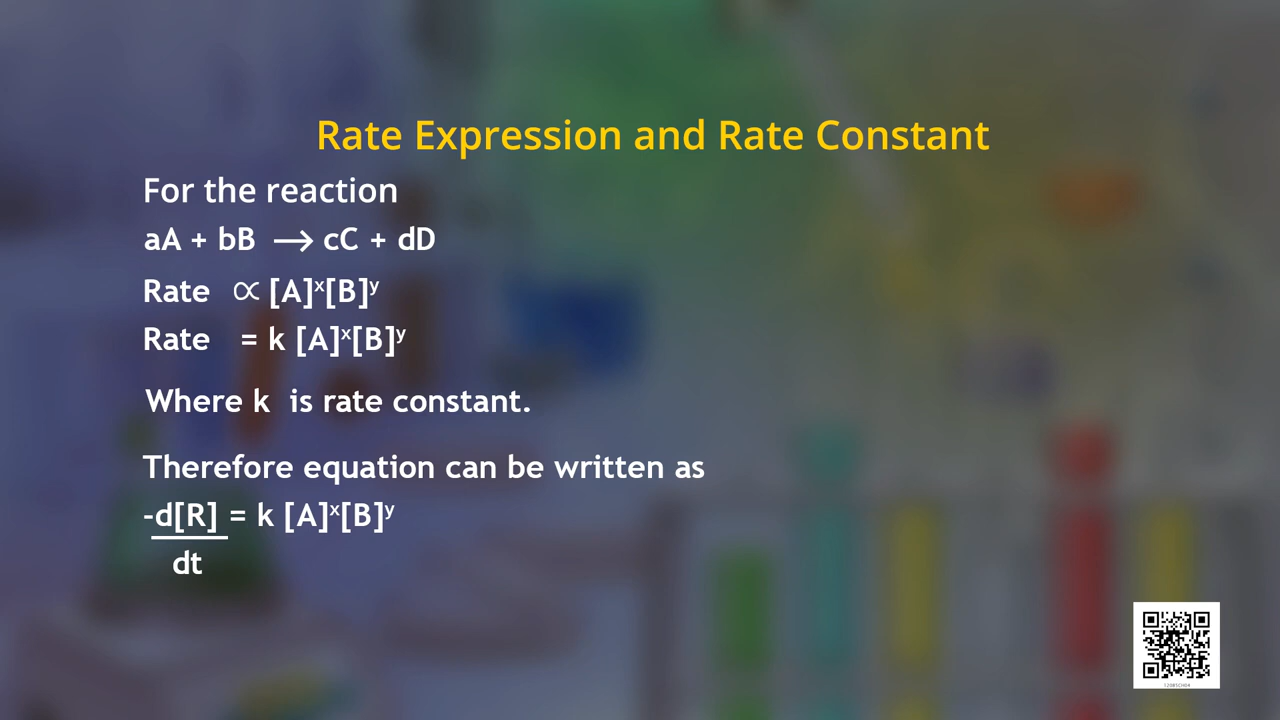 Rate Expression and Rate Constant
For the reaction
aA + bB ⟶ cC + dD
Rate ∝ [A]ˣ[B]ʸ
Rate = k [A]ˣ[B]ʸ
Where k is rate constant.
Therefore equation can be written as
-d[R] = k [A]ˣ[B]ʸ
dt